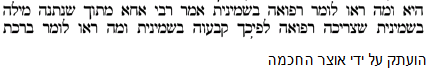 היא ומה ראו לומר רפואה בשמינית אמר רבי אחא מתוך שנתנה מילה
בשמינית שצריכה רפואה לפיכך קבעוה בשמינית ומה ראו לומר ברכת
הועתק על ידי אוצר החכמה